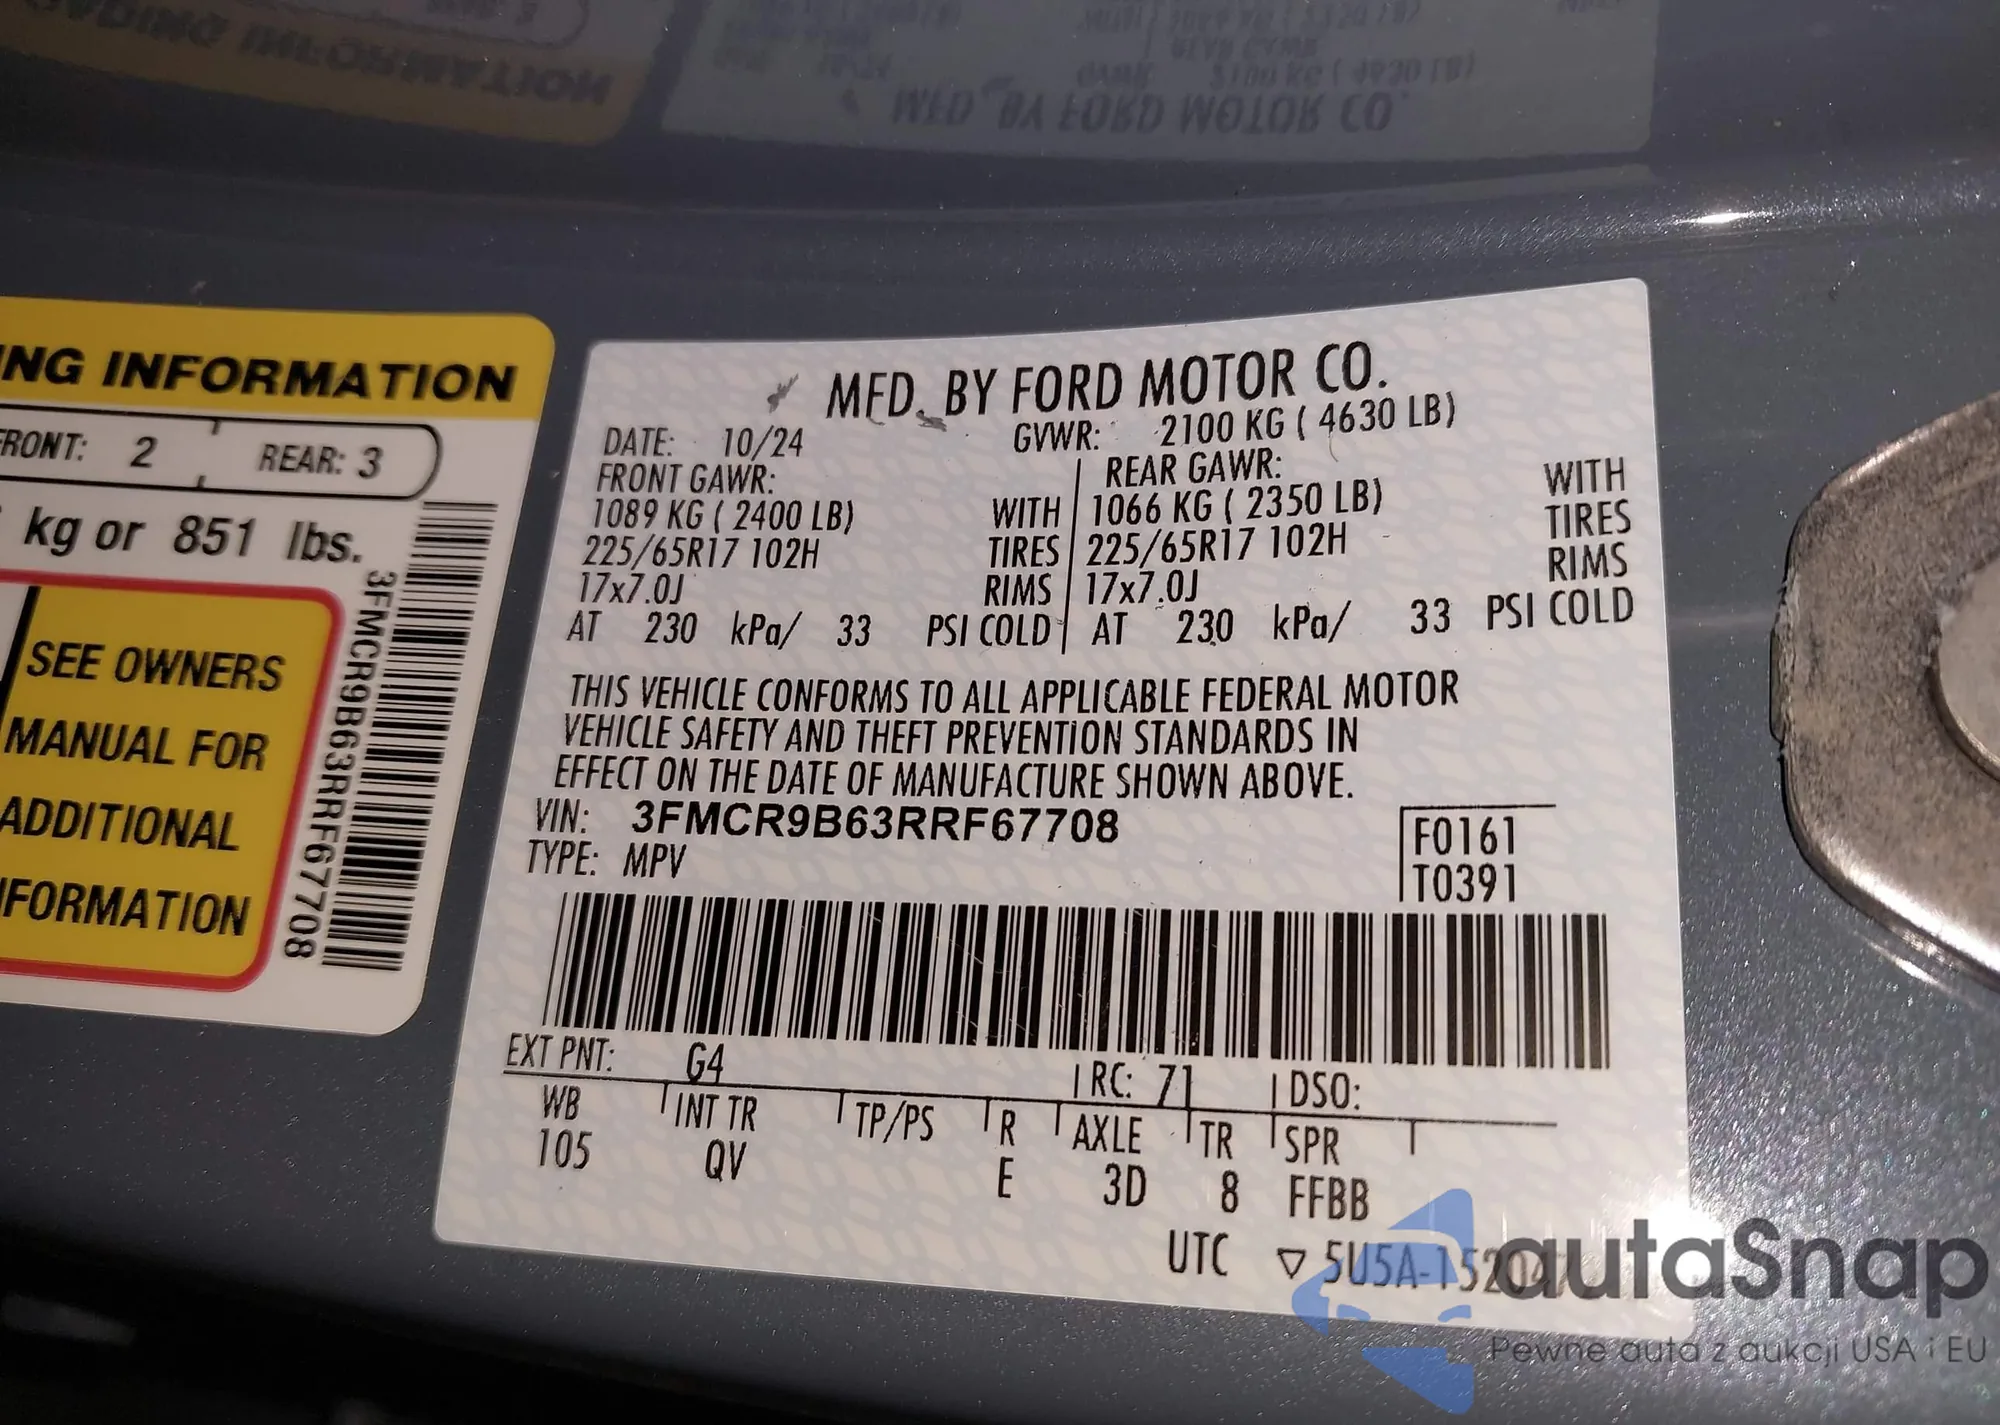 NG INFORMATION
FRONT: 2 REAR: 3
kg or 851 lbs.
SEE OWNERS
MANUAL FOR
ADDITIONAL
INFORMATION
3FMCR9B63RRF67708
MFD. BY FORD MOTOR CO.
DATE: 10/24 GVWR: 2100 KG ( 4630 LB)
FRONT GAWR: REAR GAWR: WITH
1089 KG ( 2400 LB) WITH 1066 KG ( 2350 LB) TIRES
225/65R17 102H TIRES 225/65R17 102H RIMS
17x7.0J RIMS 17x7.0J
AT 230 kPa/ 33 PSI COLD AT 230 kPa/ 33 PSI COLD
THIS VEHICLE CONFORMS TO ALL APPLICABLE FEDERAL MOTOR
VEHICLE SAFETY AND THEFT PREVENTION STANDARDS IN
EFFECT ON THE DATE OF MANUFACTURE SHOWN ABOVE.
VIN: 3FMCR9B63RRF67708
TYPE: MPV
F0161
T0391
EXT PNT: G4 RC: 71 DSO:
WB INT TR TP/PS R AXLE TR SPR
105 QV E 3D 8 FFBB
UTC ▽ 5U5A-15204
autaSnap
Pewne auta z aukcji USA i EU